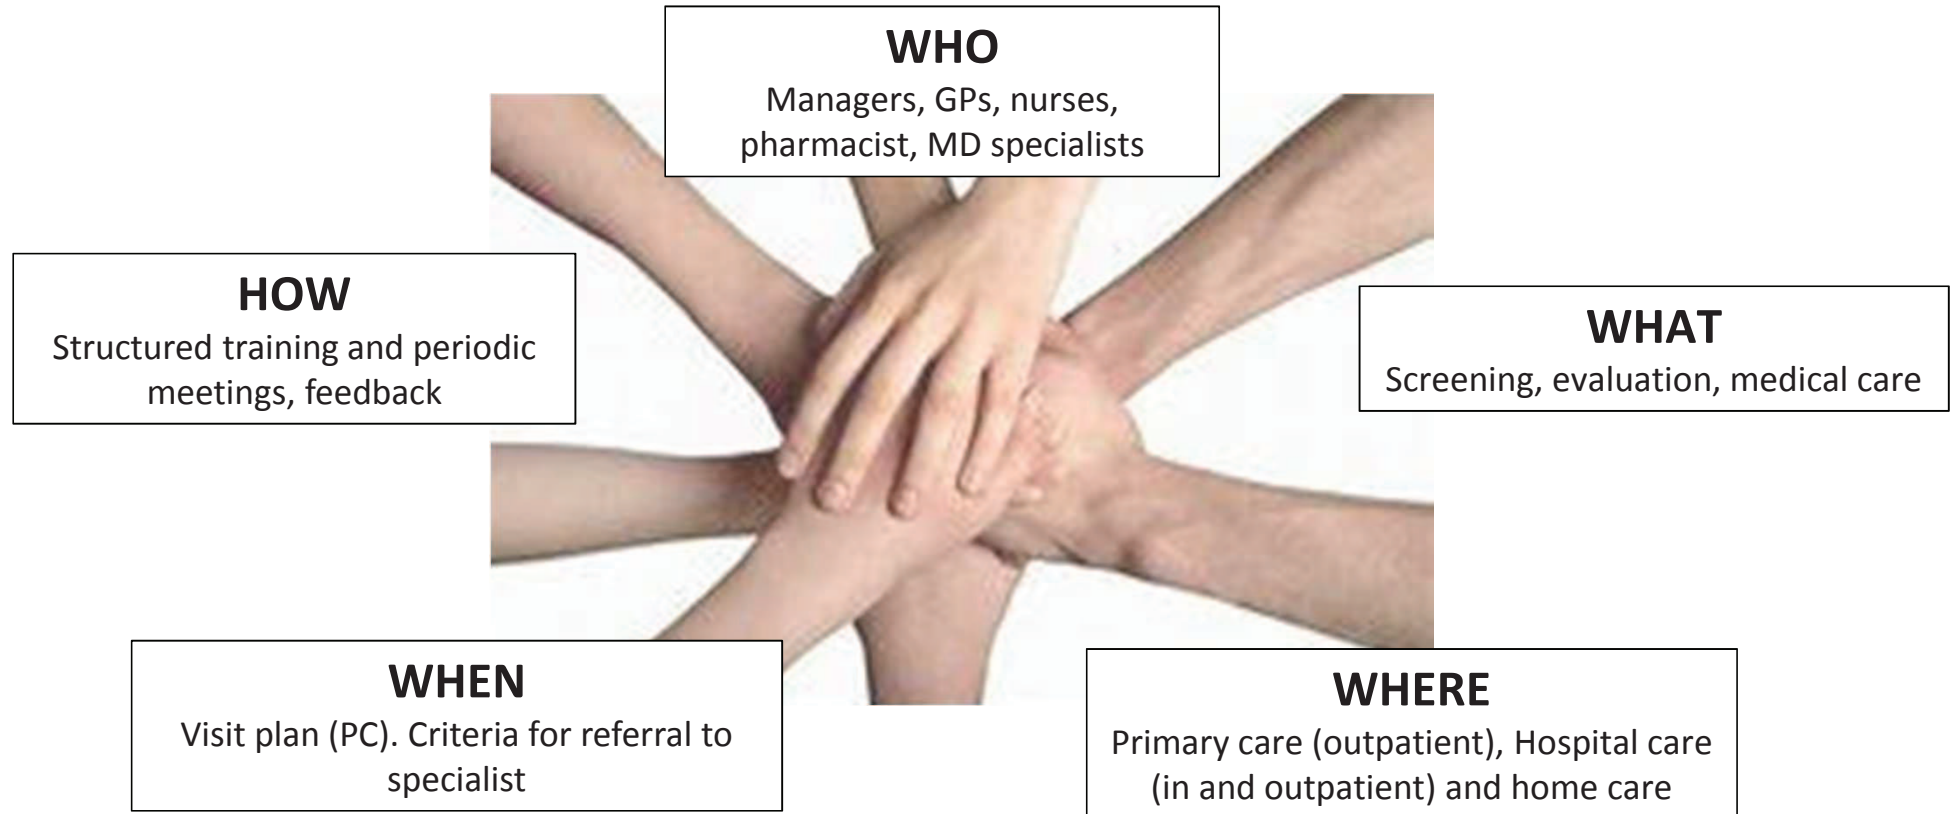 WHO
Managers, GPs, nurses,
pharmacist, MD specialists
HOW
Structured training and periodic
meetings, feedback
WHAT
Screening, evaluation, medical care
WHEN
Visit plan (PC). Criteria for referral to
specialist
WHERE
Primary care (outpatient), Hospital care
(in and outpatient) and home care